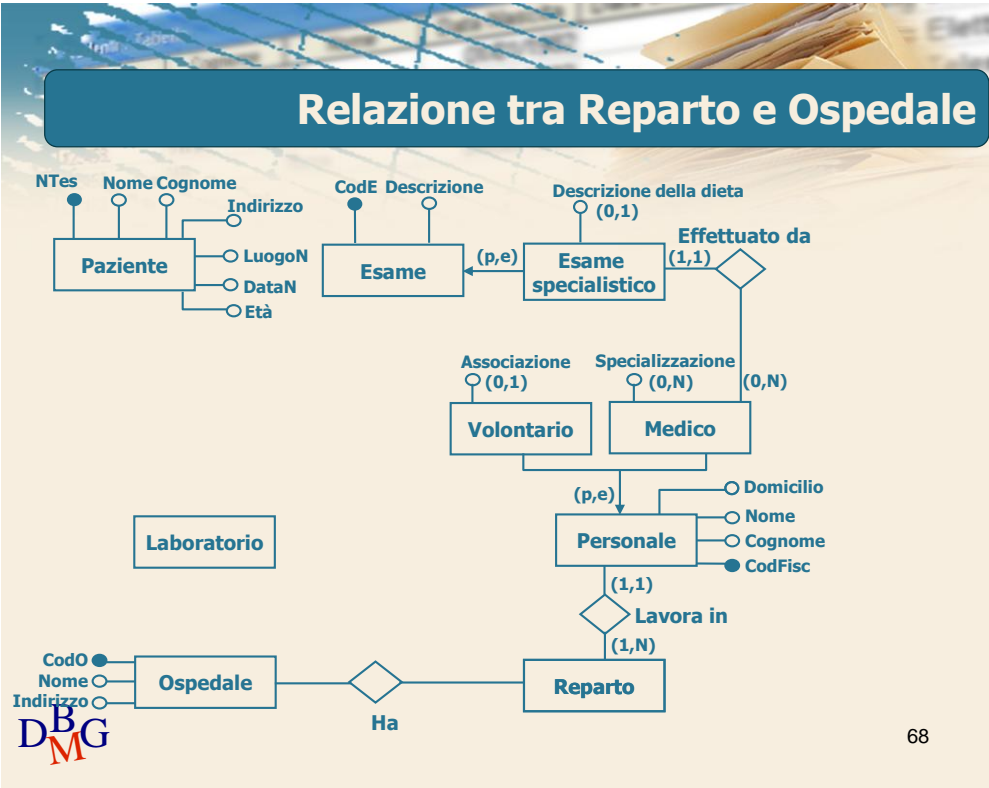 Relazione tra Reparto e Ospedale
NTes
Nome Cognome
Indirizzo
LuogoN
DataN
Età
Paziente
CodE Descrizione
Esame
(p,e)
Descrizione della dieta
(0,1)
Esame
specialistico
(1,1)
Effettuato da
(0,N)
Associazione
(0,1)
Volontario
Specializzazione
(0,N)
Medico
(p,e)
Domicilio
Nome
Cognome
CodFisc
Personale
Laboratorio
(1,1)
Lavora in
(1,N)
CodO
Nome
Indirizzo
Ospedale
Ha
Reparto
DBMG
68